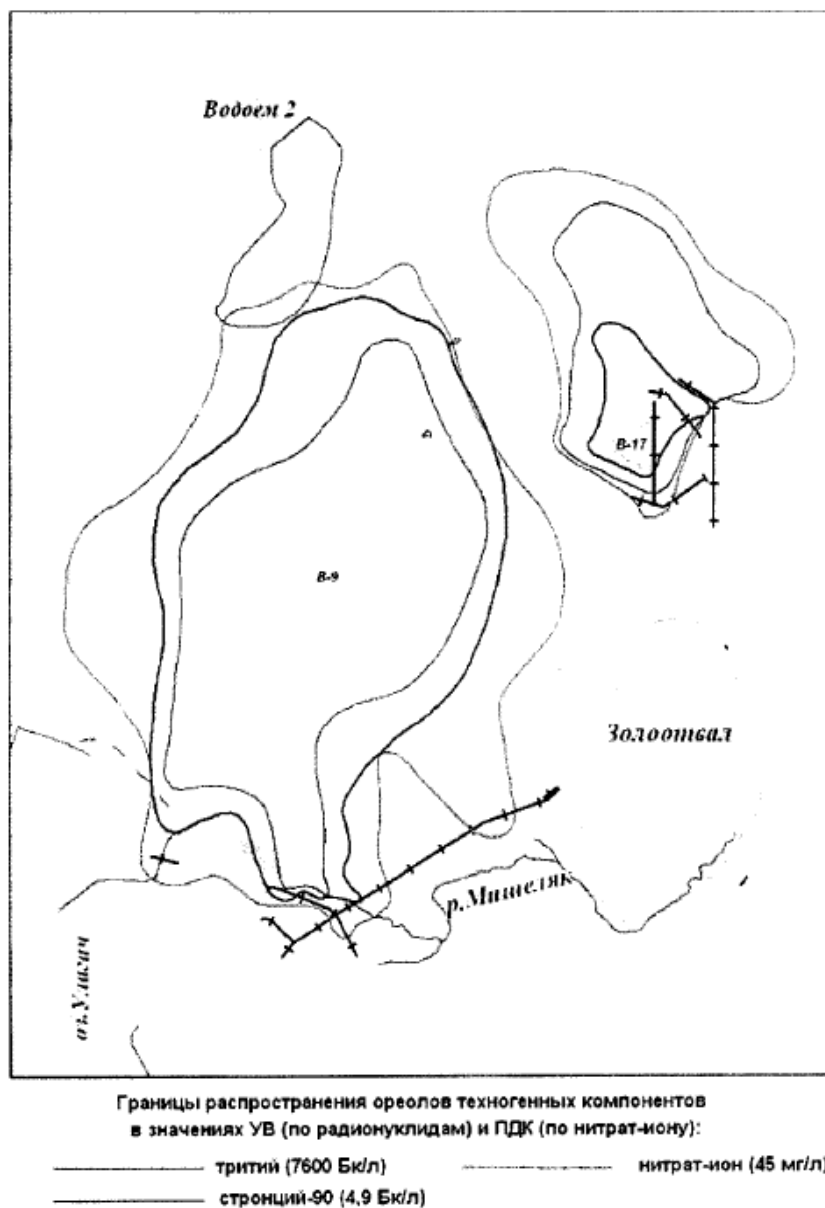 Водоем 2
В-17
В-9
Золоотвал
р.Мишеляк
оз.Улагач
Границы распространения ореолов техногенных компонентов
в значениях УВ (по радионуклидам) и ПДК (по нитрат-иону):
тритий (7600 Бк/л) нитрат-ион (45 мг/л)
стронций-90 (4,9 Бк/л)